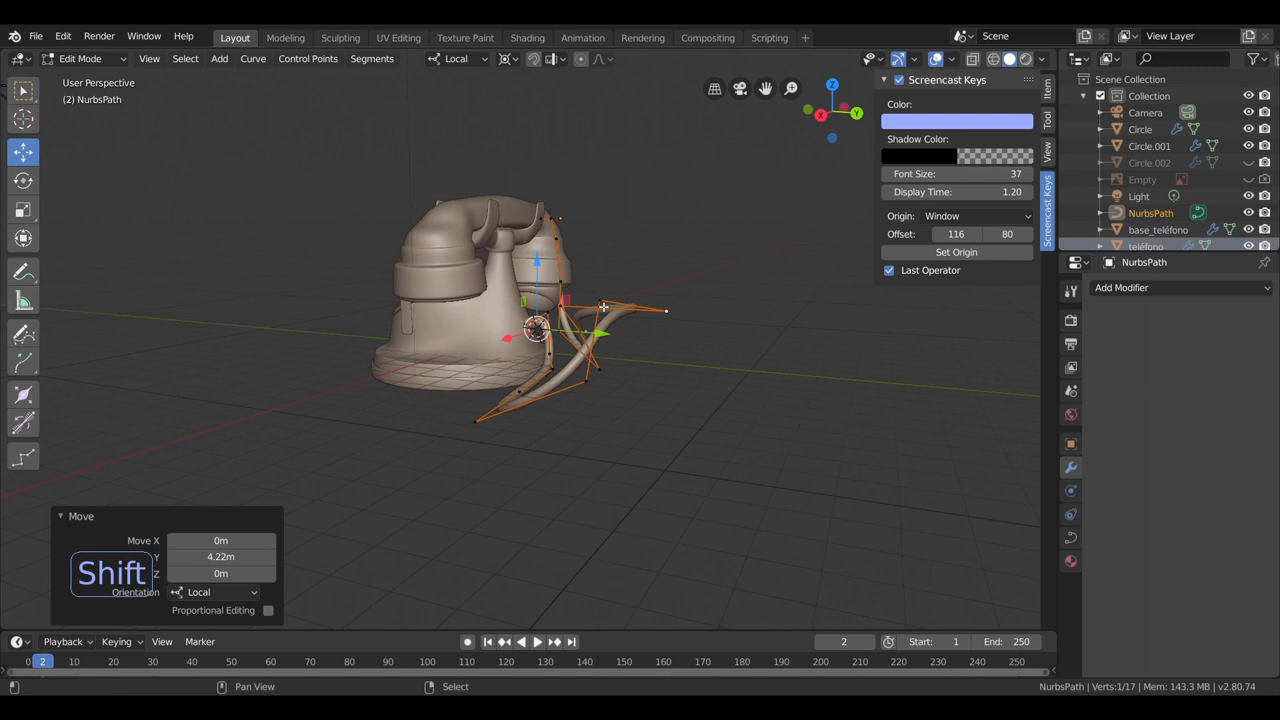 File Edit Render Window Help Layout Modeling Sculpting UV Editing Texture Paint Shading Animation Rendering Compositing Scripting + Scene View Layer
Edit Mode View Select Add Curve Control Points Segments Local
User Perspective
(2) NurbsPath
Z
X
Y
Screencast Keys
Color:
Shadow Color:
Font Size: 37
Display Time: 1.20
Origin: Window
Offset: 116 80
Set Origin
Last Operator
Item
Tool
View
Screencast Keys
Scene Collection
Collection
Camera
Circle
Circle.001
Circle.002
Empty
Light
NurbsPath
base_teléfono
teléfono
NurbsPath
Add Modifier
Move
Move X 0m
Y 4.22m
Z 0m
Orientation Local
Proportional Editing
Shift
Playback Keying View Marker 2 Start: 1 End: 250
0 2 10 20 30 40 50 60 70 80 90 100 110 120 130 140 150 160 170 180 190 200 210 220 230 240 250
Pan View Select NurbsPath | Verts:1/17 | Mem: 143.3 MB | v2.80.74